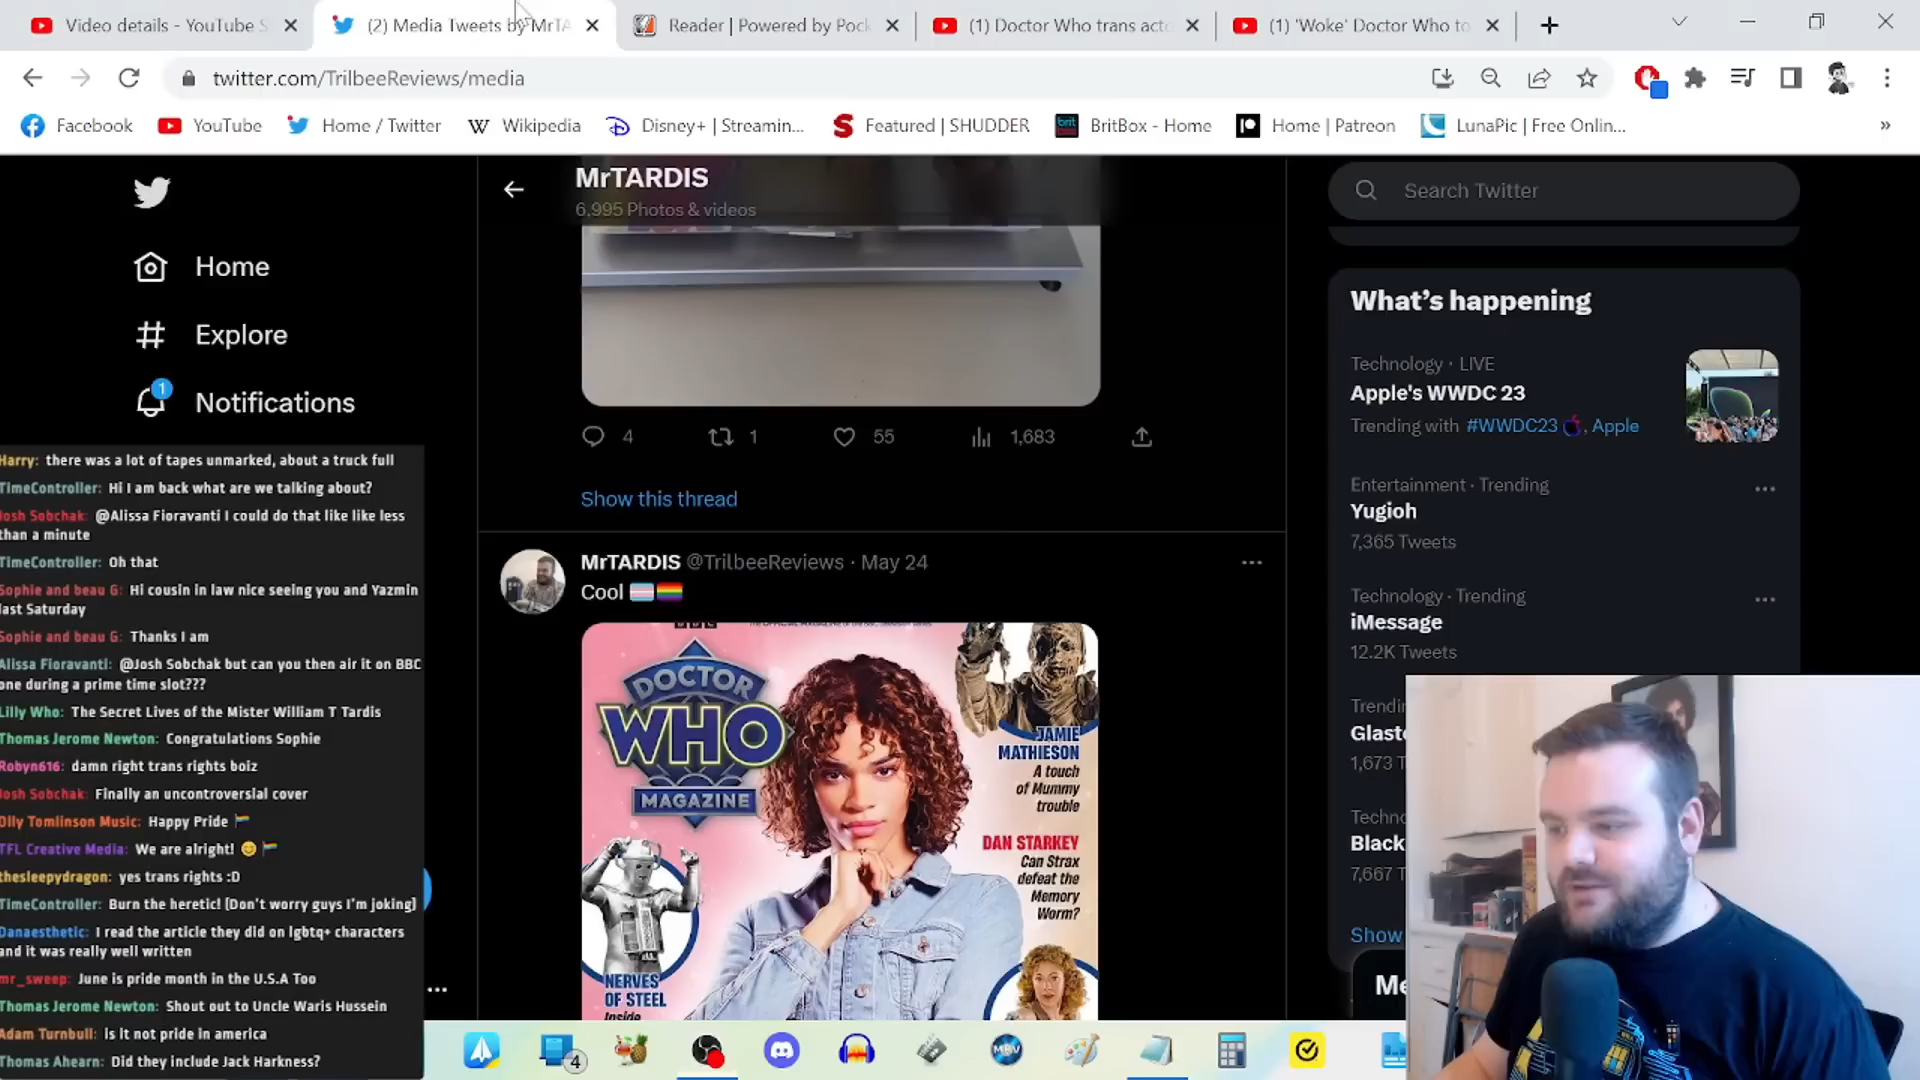 Video details - YouTube S
(2) Media Tweets by MrTA
Reader | Powered by Pock
(1) Doctor Who trans acto
(1) 'Woke' Doctor Who to
twitter.com/TrilbeeReviews/media
Facebook
YouTube
Home / Twitter
Wikipedia
Disney+ | Streamin...
Featured | SHUDDER
BritBox - Home
Home | Patreon
LunaPic | Free Onlin...
MrTARDIS
6,995 Photos & videos
Search Twitter
Home
Explore
1
Notifications
4
1
55
1,683
Show this thread
MrTARDIS @TrilbeeReviews · May 24
Cool
DOCTOR
WHO
MAGAZINE
JAMIE
MATHIESON
A touch
of Mummy
trouble
DAN STARKEY
Can Strax
defeat the
Memory
Worm?
NERVES
OF STEEL
Inside
What's happening
Technology · LIVE
Apple's WWDC 23
Trending with #WWDC23 , Apple
Entertainment · Trending
Yugioh
7,365 Tweets
Technology · Trending
iMessage
12.2K Tweets
Trendi
Glast
1,673 T
Techn
Black
7,667 T
Show
Me
Harry: there was a lot of tapes unmarked, about a truck full
TimeController: Hi I am back what are we talking about?
Josh Sobchak: @Alissa Fioravanti I could do that like like less
than a minute
TimeController: Oh that
Sophie and beau G: Hi cousin in law nice seeing you and Yazmin
last Saturday
Sophie and beau G: Thanks I am
Alissa Fioravanti: @Josh Sobchak but can you then air it on BBC
one during a prime time slot???
Lilly Who: The Secret Lives of the Mister William T Tardis
Thomas Jerome Newton: Congratulations Sophie
Robyn616: damn right trans rights boiz
Josh Sobchak: Finally an uncontroversial cover
Olly Tomlinson Music: Happy Pride
TFL Creative Media: We are alright!
thesleepydragon: yes trans rights :D
TimeController: Burn the heretic! [Don't worry guys I'm joking]
Danaesthetic: I read the article they did on lgbtq+ characters
and it was really well written
mr_sweep: June is pride month in the U.S.A Too
Thomas Jerome Newton: Shout out to Uncle Waris Hussein
Adam Turnbull: is it not pride in america
Thomas Ahearn: Did they include Jack Harkness?
4